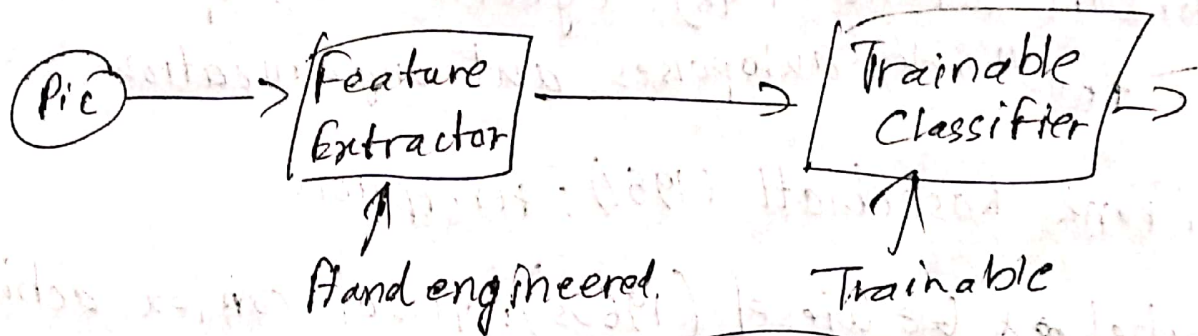 Pic
Feature
Extractor
Trainable
Classifier
Hand engineered.
Trainable